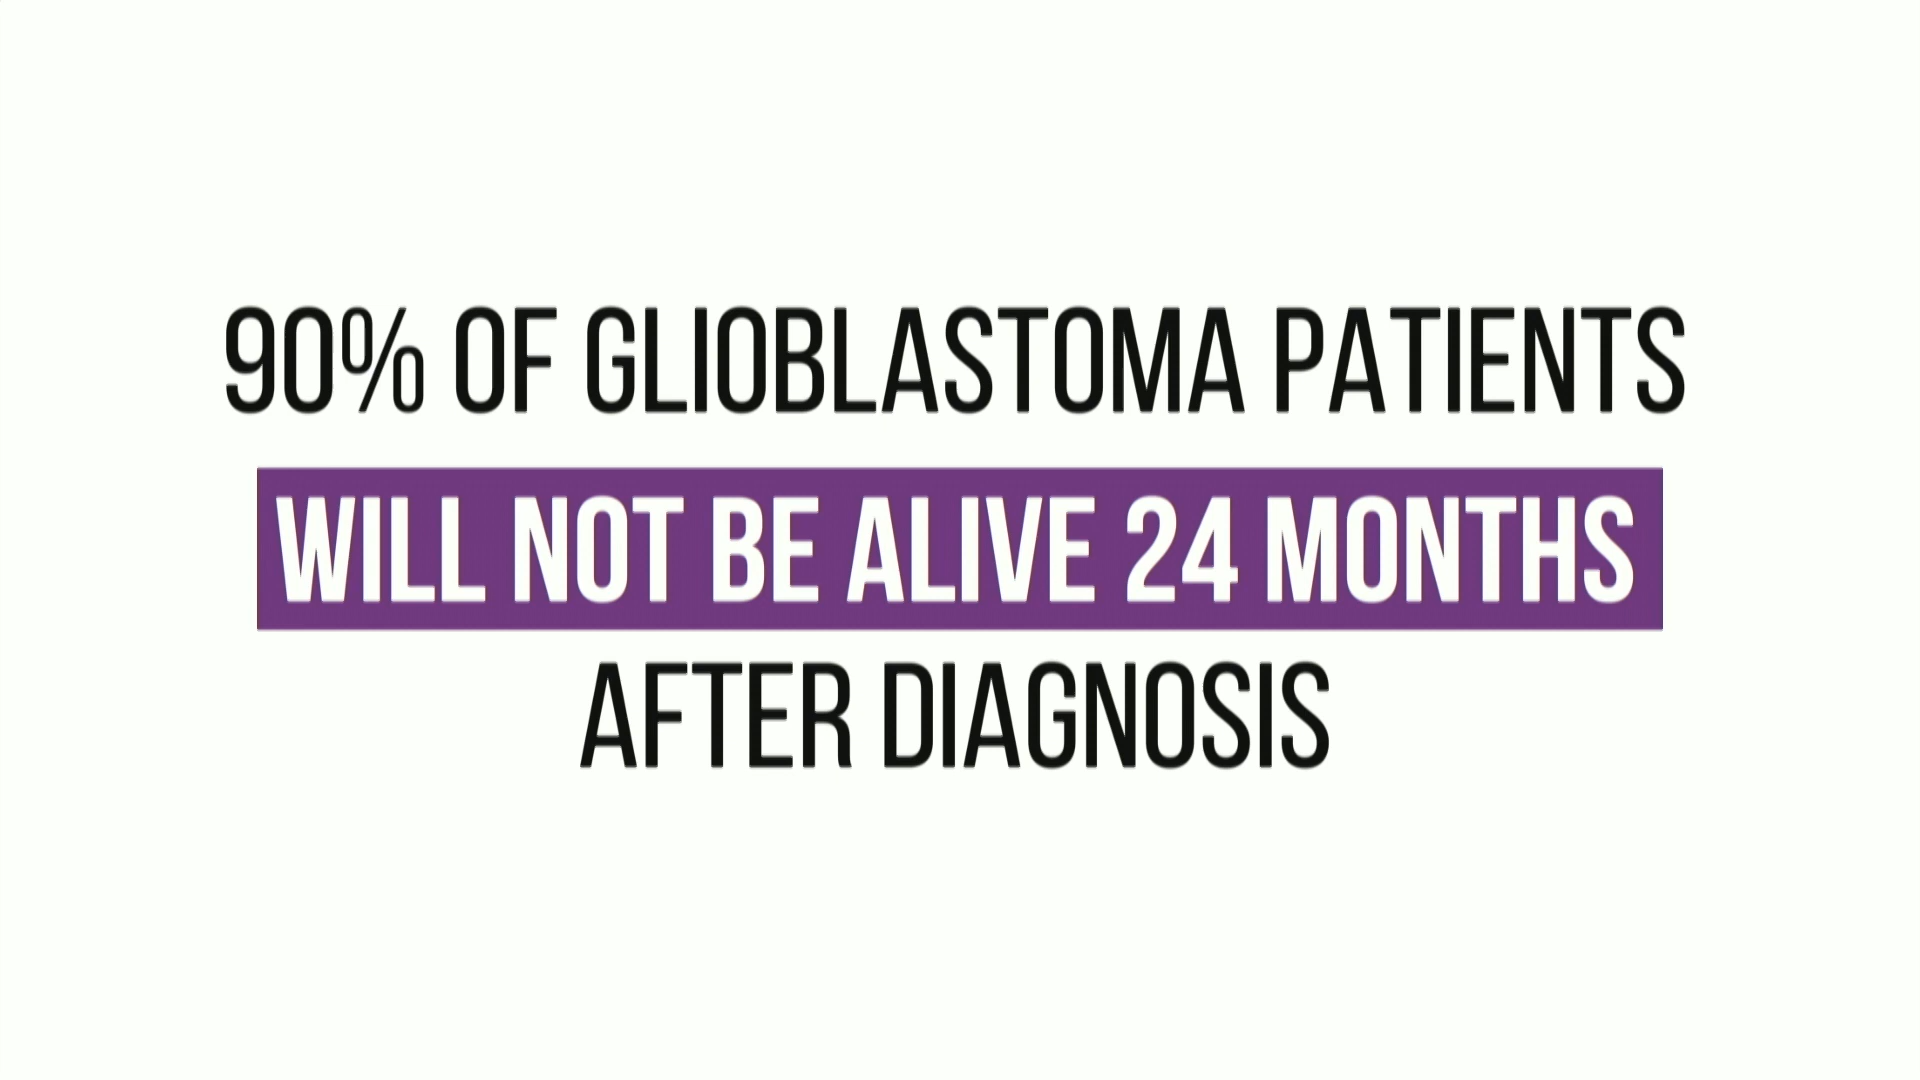 90% OF GLIOBLASTOMA PATIENTS
WILL NOT BE ALIVE 24 MONTHS
AFTER DIAGNOSIS